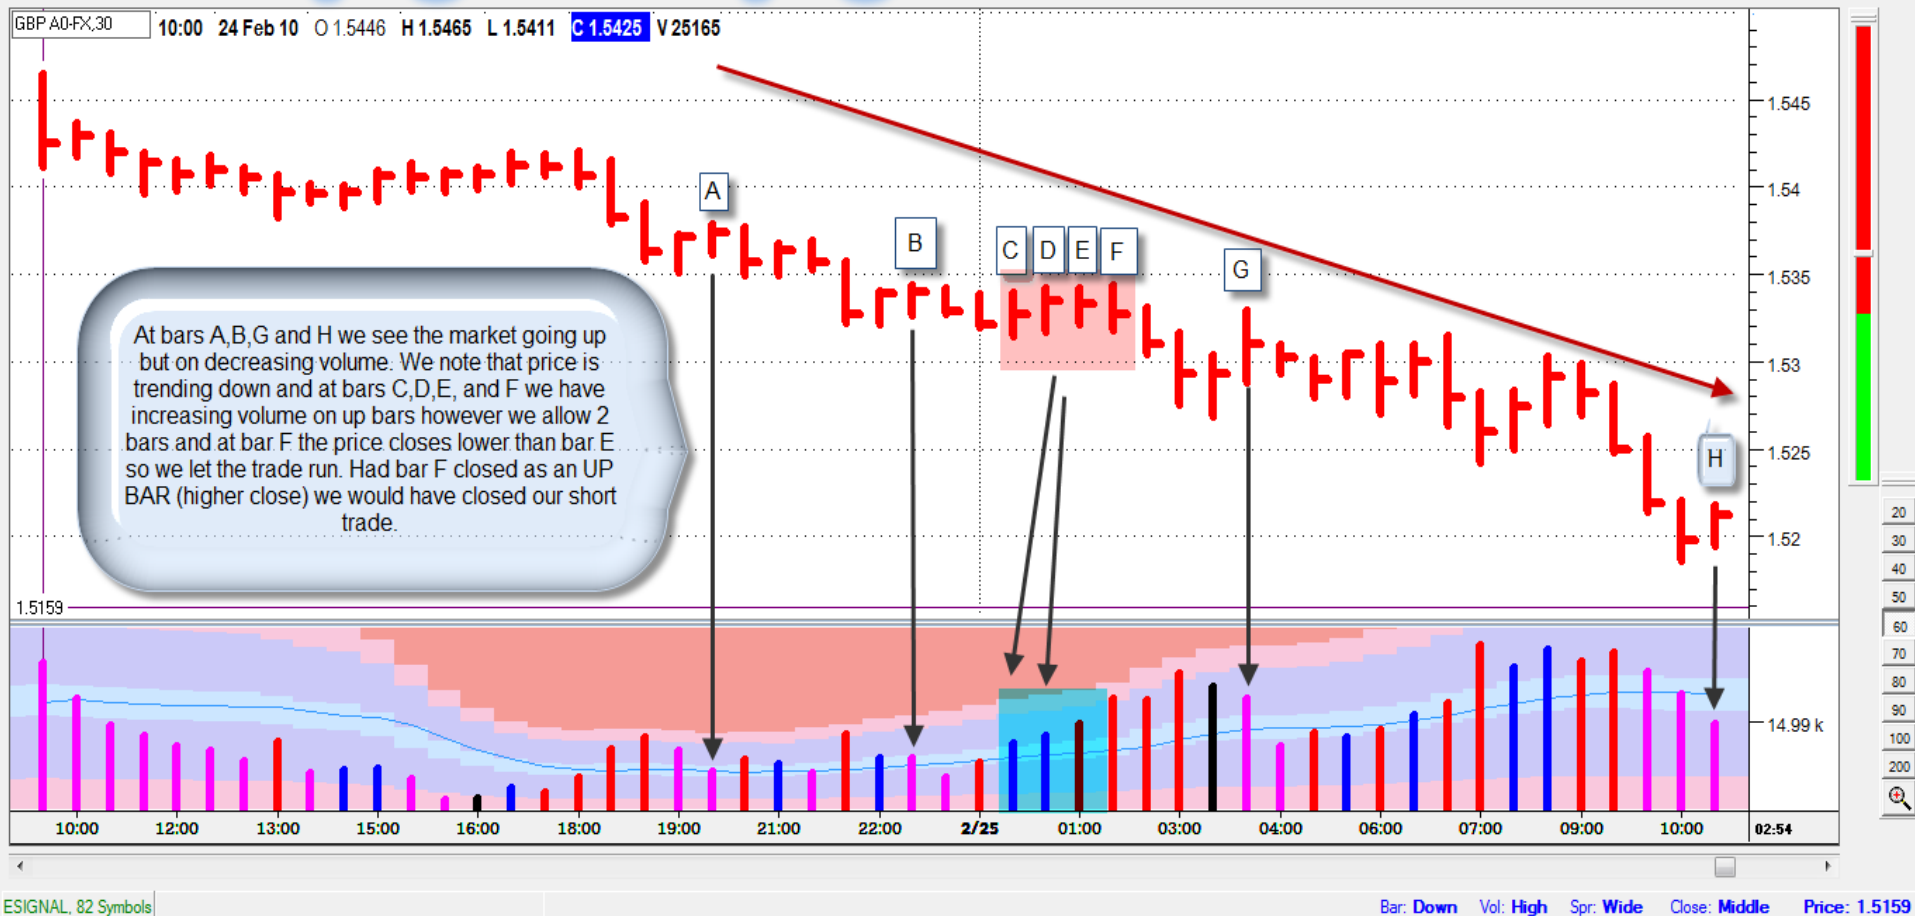 GBP A0-FX,30
10:00 24 Feb 10 O 1.5446 H 1.5465 L 1.5411 C 1.5425 V 25165
1.545
1.54
1.535
1.53
1.525
1.52
A
B
C D E F
G
H
At bars A,B,G and H we see the market going up
but on decreasing volume. We note that price is
trending down and at bars C,D,E, and F we have
increasing volume on up bars however we allow 2
bars and at bar F the price closes lower than bar E
so we let the trade run. Had bar F closed as an UP
BAR (higher close) we would have closed our short
trade.
1.5159
14.99 k
10:00 12:00 13:00 15:00 16:00 18:00 19:00 21:00 22:00 2/25 01:00 03:00 04:00 06:00 07:00 09:00 10:00 02:54
20
30
40
50
60
70
80
90
100
200
ESIGNAL, 82 Symbols
Bar: Down Vol: High Spr: Wide Close: Middle Price: 1.5159